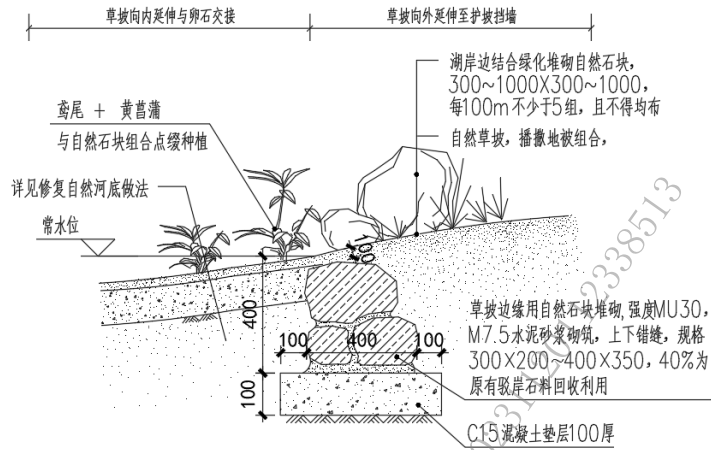 草坡向内延伸与卵石交接
草坡向外延伸至护坡挡墙
湖岸边结合绿化堆砌自然石块，
300~1000X300~1000，
每100m不少于5组，且不得均布
自然草坡，播撒地被组合，
鸢尾 + 黄菖蒲
与自然石块组合点缀种植
详见修复自然河底做法
常水位
100
400
100
400
100
100
草坡边缘用自然石块堆砌，强度MU30，
M7.5水泥砂浆砌筑，上下错缝，规格
300X200~400X350，40%为
原有驳岸石料回收利用
C15混凝土垫层100厚